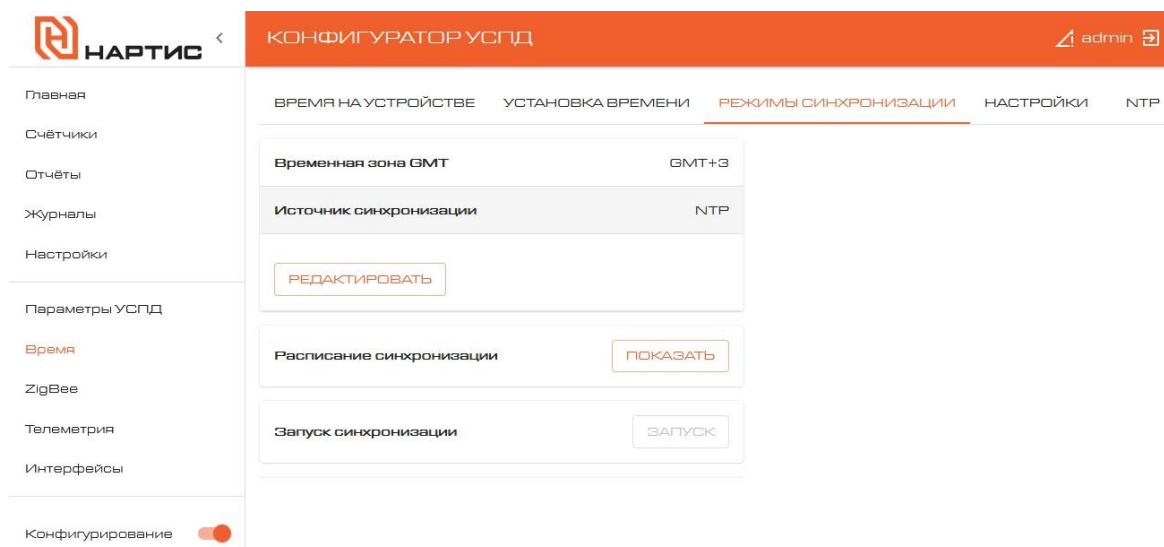 НАРТИС
КОНФИГУРАТОР УСПД
admin
Главная
Счётчики
Отчёты
Журналы
Настройки
Параметры УСПД
Время
ZigBee
Телеметрия
Интерфейсы
Конфигурирование
ВРЕМЯ НА УСТРОЙСТВЕ УСТАНОВКА ВРЕМЕНИ РЕЖИМЫ СИНХРОНИЗАЦИИ НАСТРОЙКИ NTP
Временная зона GMT GMT+3
Источник синхронизации NTP
РЕДАКТИРОВАТЬ
Расписание синхронизации ПОКАЗАТЬ
Запуск синхронизации ЗАПУСК